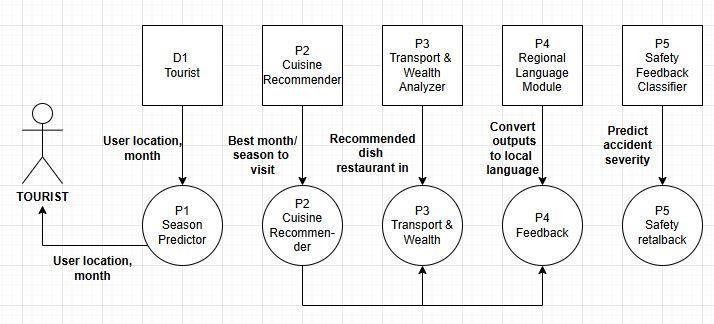 D1
Tourist
P2
Cuisine
Recommender
P3
Transport &
Wealth
Analyzer
P4
Regional
Language
Module
P5
Safety
Feedback
Classifier
User location,
month
Best month/
season to
visit
Recommended
dish
restaurant in
Convert
outputs
to local
language
Predict
accident
severity
TOURIST
P1
Season
Predictor
P2
Cuisine
Recommen-
der
P3
Transport &
Wealth
P4
Feedback
P5
Safety
retalback
User location,
month